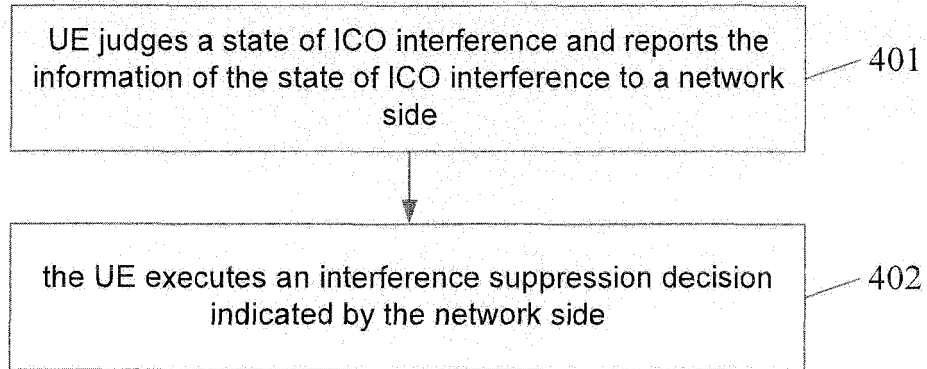 UE judges a state of ICO interference and reports the
information of the state of ICO interference to a network
side
401
the UE executes an interference suppression decision
indicated by the network side
402